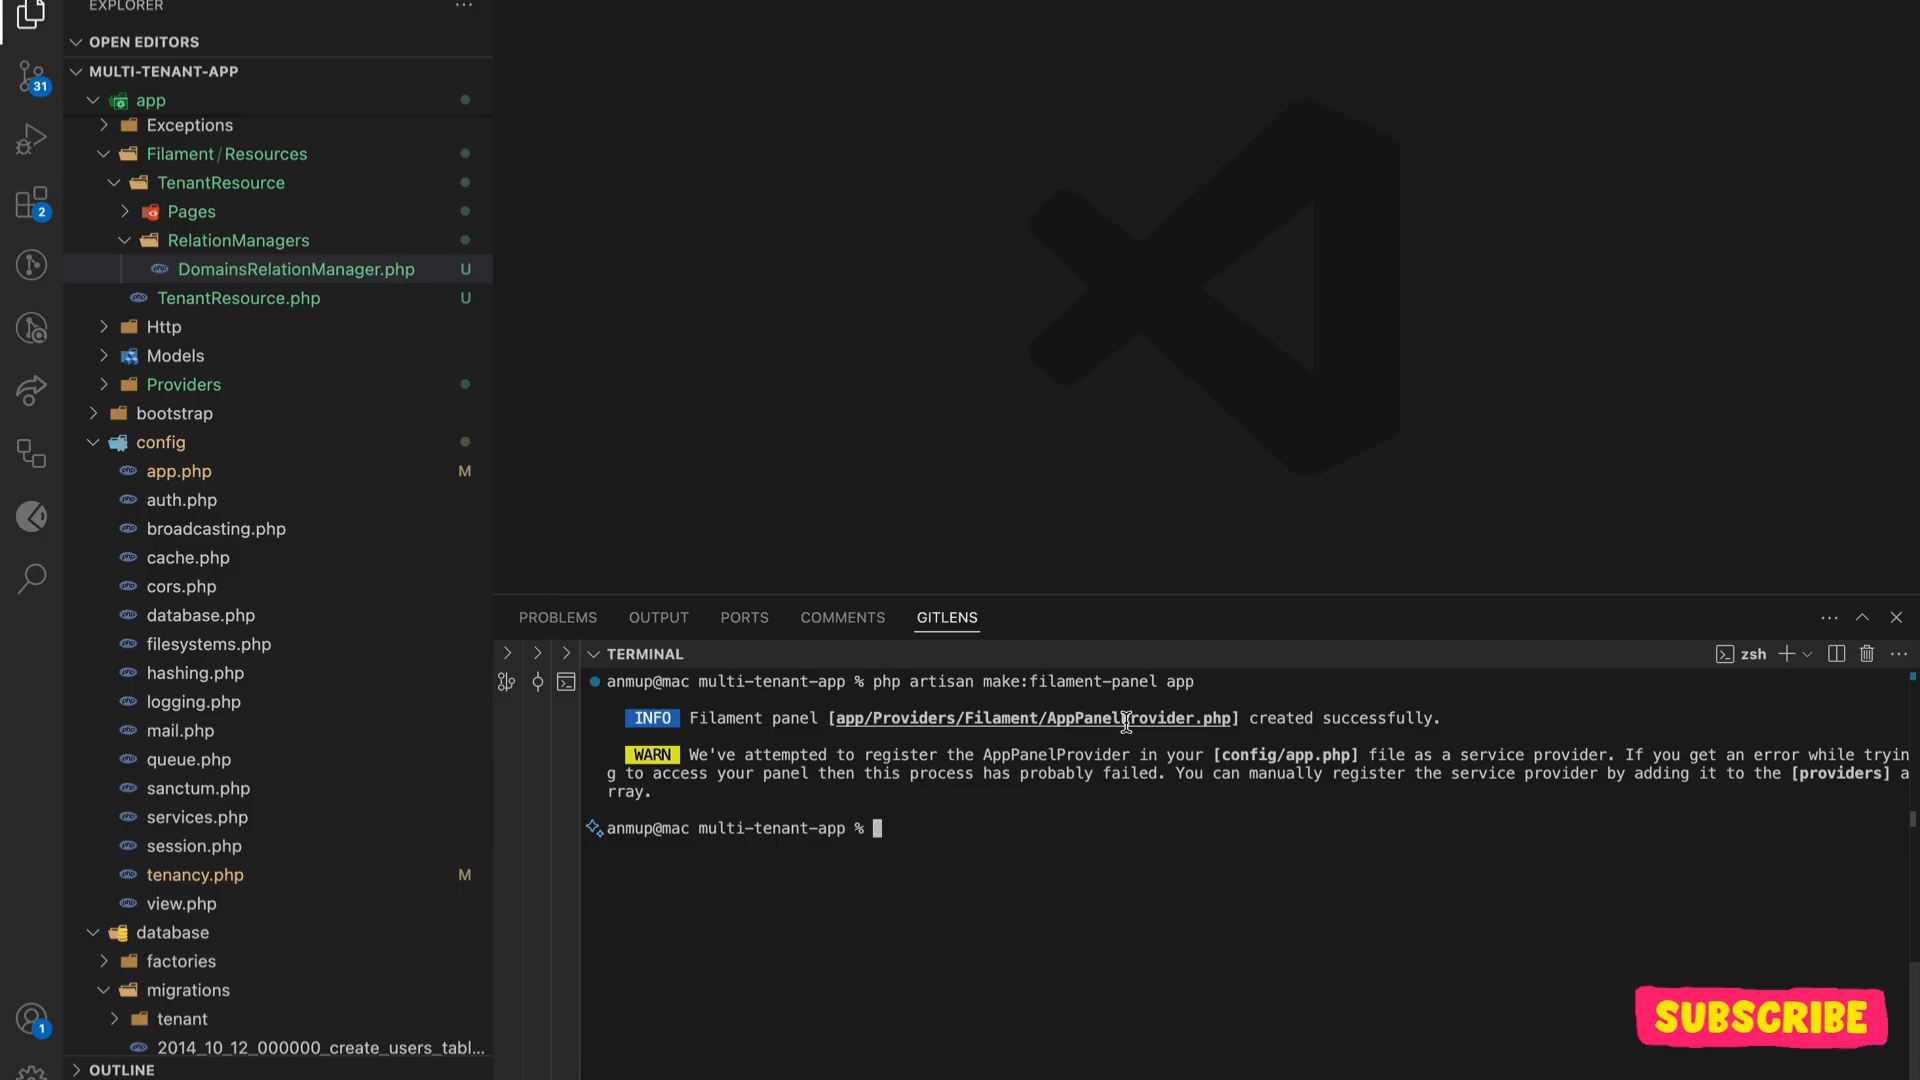 EXPLORER
OPEN EDITORS
MULTI-TENANT-APP
app
Exceptions
Filament / Resources
TenantResource
Pages
RelationManagers
DomainsRelationManager.php U
TenantResource.php U
Http
Models
Providers
bootstrap
config
app.php M
auth.php
broadcasting.php
cache.php
cors.php
database.php
filesystems.php
hashing.php
logging.php
mail.php
queue.php
sanctum.php
services.php
session.php
tenancy.php M
view.php
database
factories
migrations
tenant
2014_10_12_000000_create_users_tabl...
OUTLINE
31
2
1
PROBLEMS OUTPUT PORTS COMMENTS GITLENS
TERMINAL
zsh
anmup@mac multi-tenant-app % php artisan make:filament-panel app
INFO Filament panel [app/Providers/Filament/AppPanelProvider.php] created successfully.
WARN We've attempted to register the AppPanelProvider in your [config/app.php] file as a service provider. If you get an error while tryin
g to access your panel then this process has probably failed. You can manually register the service provider by adding it to the [providers] a
rray.
anmup@mac multi-tenant-app %
SUBSCRIBE